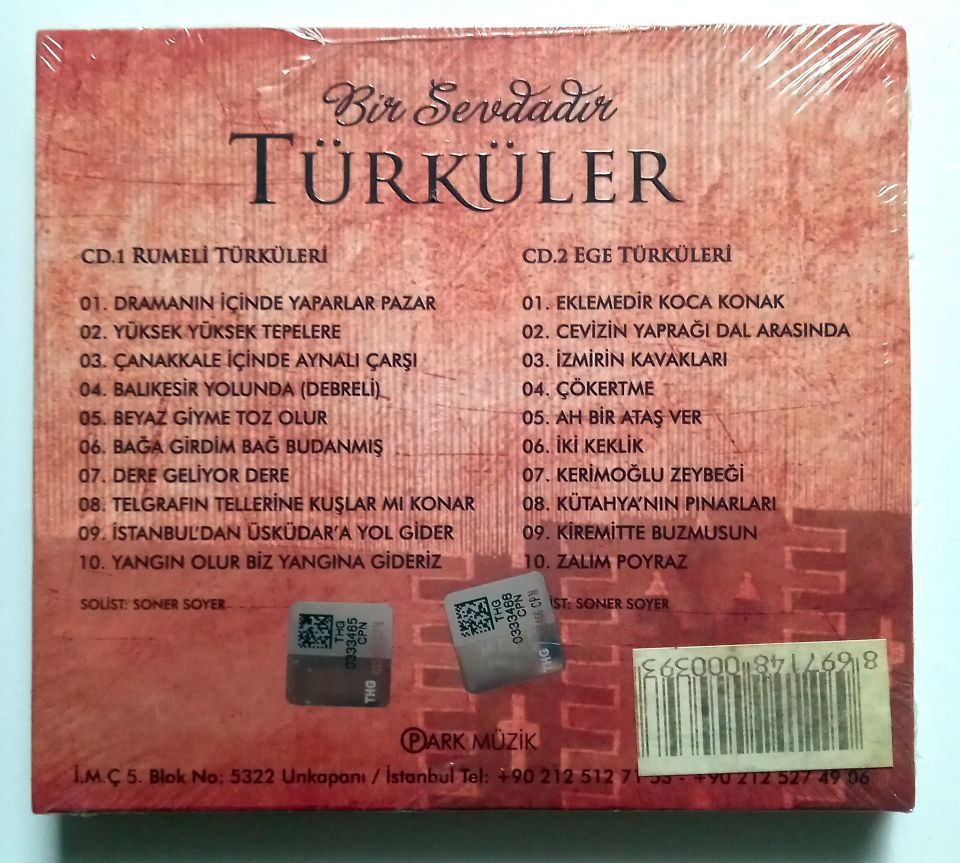 Bir Sevdadır
TÜRKÜLER
CD.1 RUMELİ TÜRKÜLERİ
01. DRAMANIN İÇİNDE YAPARLAR PAZAR
02. YÜKSEK YÜKSEK TEPELERE
03. ÇANAKKALE İÇİNDE AYNALI ÇARŞI
04. BALIKESİR YOLUNDA (DEBRELİ)
05. BEYAZ GİYME TOZ OLUR
06. BAĞA GİRDİM BAĞ BUDANMIŞ
07. DERE GELİYOR DERE
08. TELGRAFIN TELLERİNE KUŞLAR MI KONAR
09. İSTANBUL'DAN ÜSKÜDAR'A YOL GİDER
10. YANGIN OLUR BİZ YANGINA GİDERİZ
SOLİST: SONER SOYER
CD.2 EGE TÜRKÜLERİ
01. EKLEMEDİR KOCA KONAK
02. CEVİZİN YAPRAĞI DAL ARASINDA
03. İZMİRİN KAVAKLARI
04. ÇÖKERTME
05. AH BİR ATAŞ VER
06. İKİ KEKLİK
07. KERİMOĞLU ZEYBEĞİ
08. KÜTAHYA'NIN PINARLARI
09. KİREMİTTE BUZMUSUN
10. ZALIM POYRAZ
SONER SOYER
THG
0333465
CPN
THG
THG
0333466
CPN
THG
8697148000393
PARK MÜZİK
İ.M.Ç 5. Blok No: 5322 Unkapanı / İstanbul Tel: +90 212 512 71 - +90 212 527 49 06